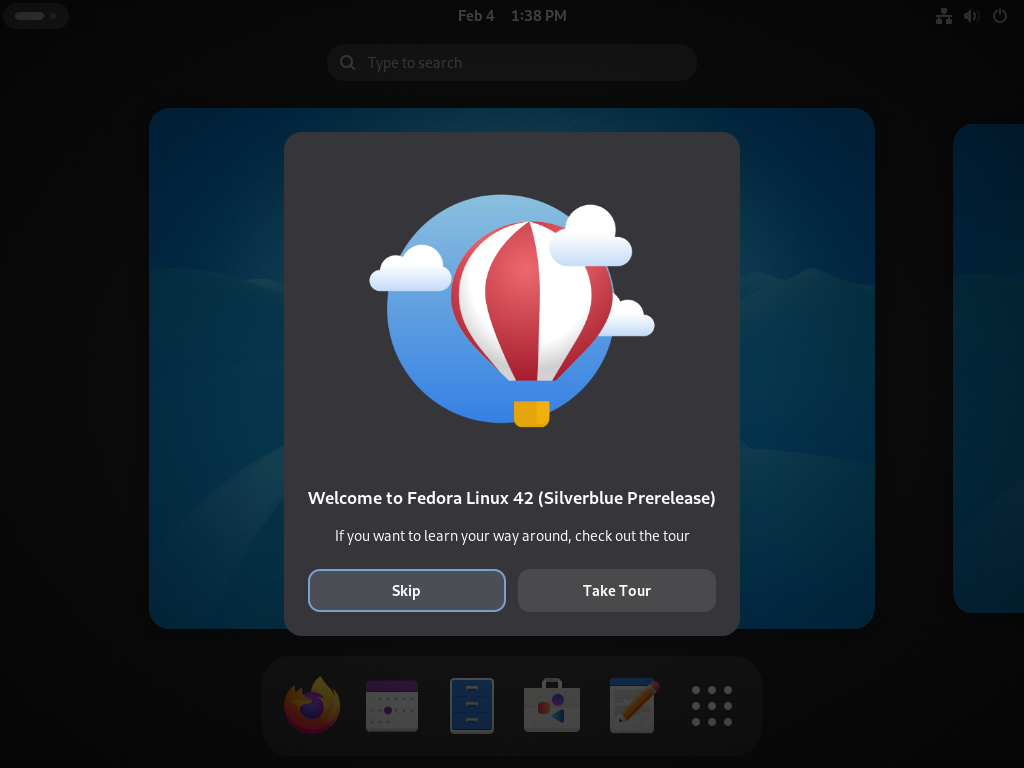 Feb 4 1:38 PM
Type to search
Welcome to Fedora Linux 42 (Silverblue Prerelease)
If you want to learn your way around, check out the tour
Skip
Take Tour